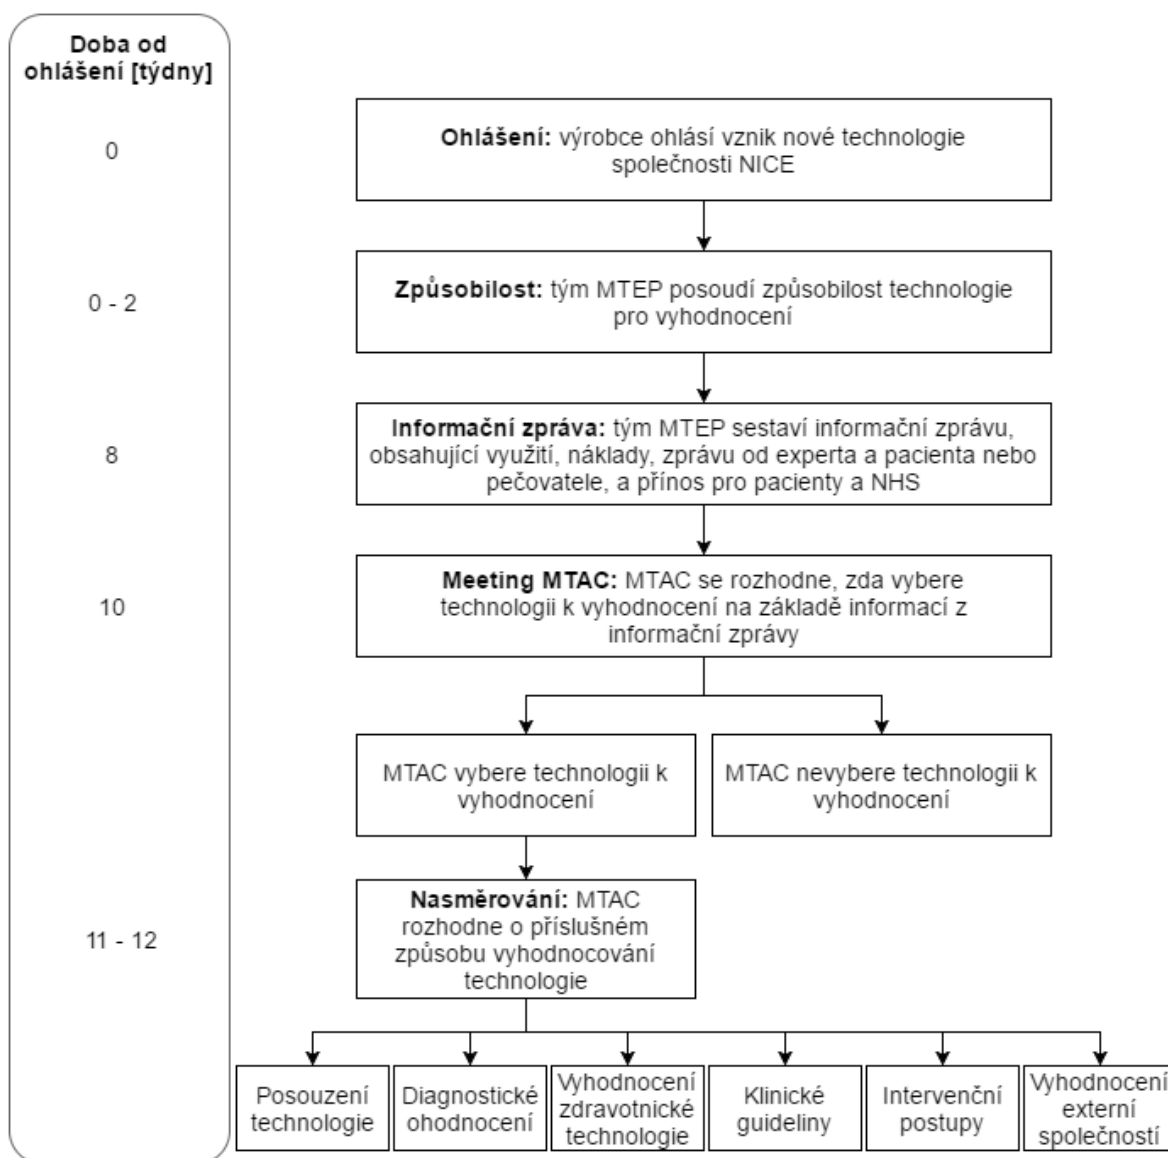 Doba od
ohlášení [týdny]
0
Ohlášení: výrobce ohlásí vznik nové technologie
společnosti NICE
0 - 2
Způsobilost: tým MTEP posoudí způsobilost technologie
pro vyhodnocení
8
Informační zpráva: tým MTEP sestaví informační zprávu,
obsahující využití, náklady, zprávu od experta a pacienta nebo
pečovatele, a přínos pro pacienty a NHS
10
Meeting MTAC: MTAC se rozhodne, zda vybere
technologii k vyhodnocení na základě informací z
informační zprávy
MTAC vybere technologii k
vyhodnocení
MTAC nevybere technologii k
vyhodnocení
11 - 12
Nasměrování: MTAC
rozhodne o příslušném
způsobu vyhodnocování
technologie
Posouzení
technologie
Diagnostické
ohodnocení
Vyhodnocení
zdravotnické
technologie
Klinické
guideliny
Intervenční
postupy
Vyhodnocení
externí
společností